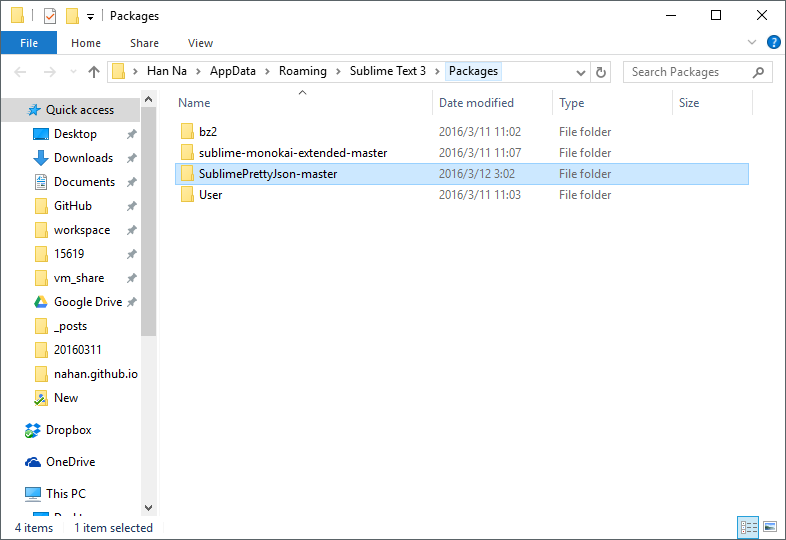 Packages
File Home Share View
Han Na AppData Roaming Sublime Text 3 Packages Search Packages
Name Date modified Type Size
bz2 2016/3/11 11:02 File folder
sublime-monokai-extended-master 2016/3/11 11:07 File folder
SublimePrettyJson-master 2016/3/12 3:02 File folder
User 2016/3/11 11:03 File folder
Quick access
Desktop
Downloads
Documents
GitHub
workspace
15619
vm_share
Google Drive
_posts
20160311
nahan.github.io
New
Dropbox
OneDrive
This PC
4 items 1 item selected